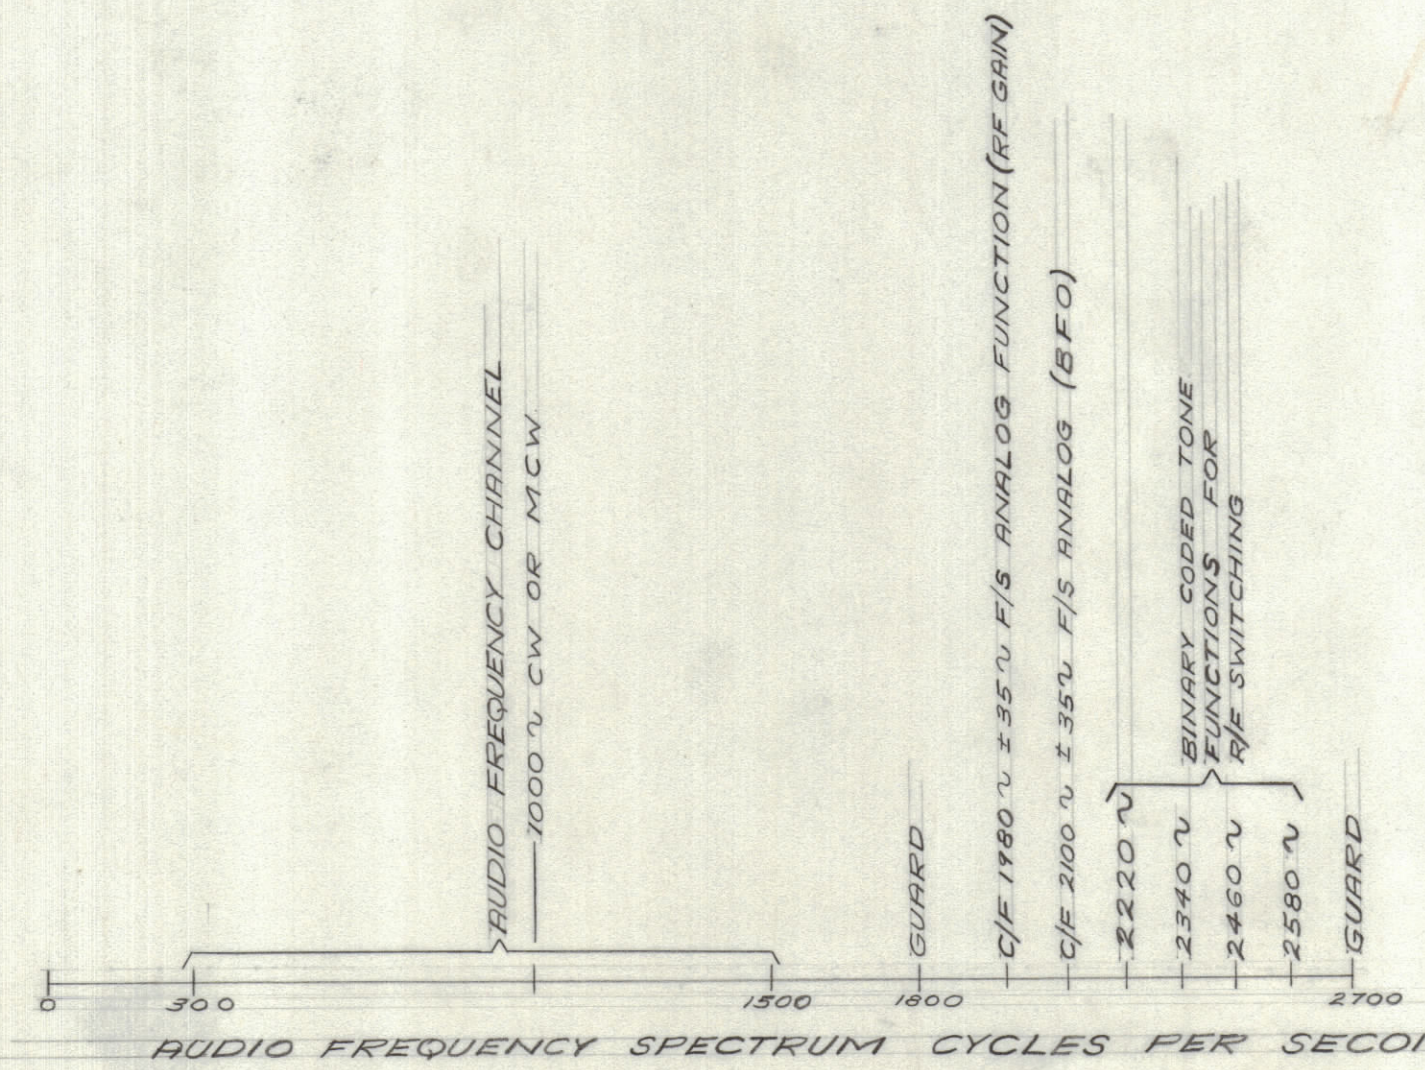 AUDIO FREQUENCY CHANNEL
1000 ~ CW OR MCW
GUARD
C/F 1980 ~ ±35 ~ F/S ANALOG FUNCTION (RF GAIN)
C/F 2100 ~ ±35 ~ F/S ANALOG (BFO)
BINARY CODED TONE
FUNCTIONS FOR
R/F SWITCHING
2220 ~
2340 ~
2460 ~
2580 ~
GUARD
0 300 1500 1800 2700
AUDIO FREQUENCY SPECTRUM CYCLES PER